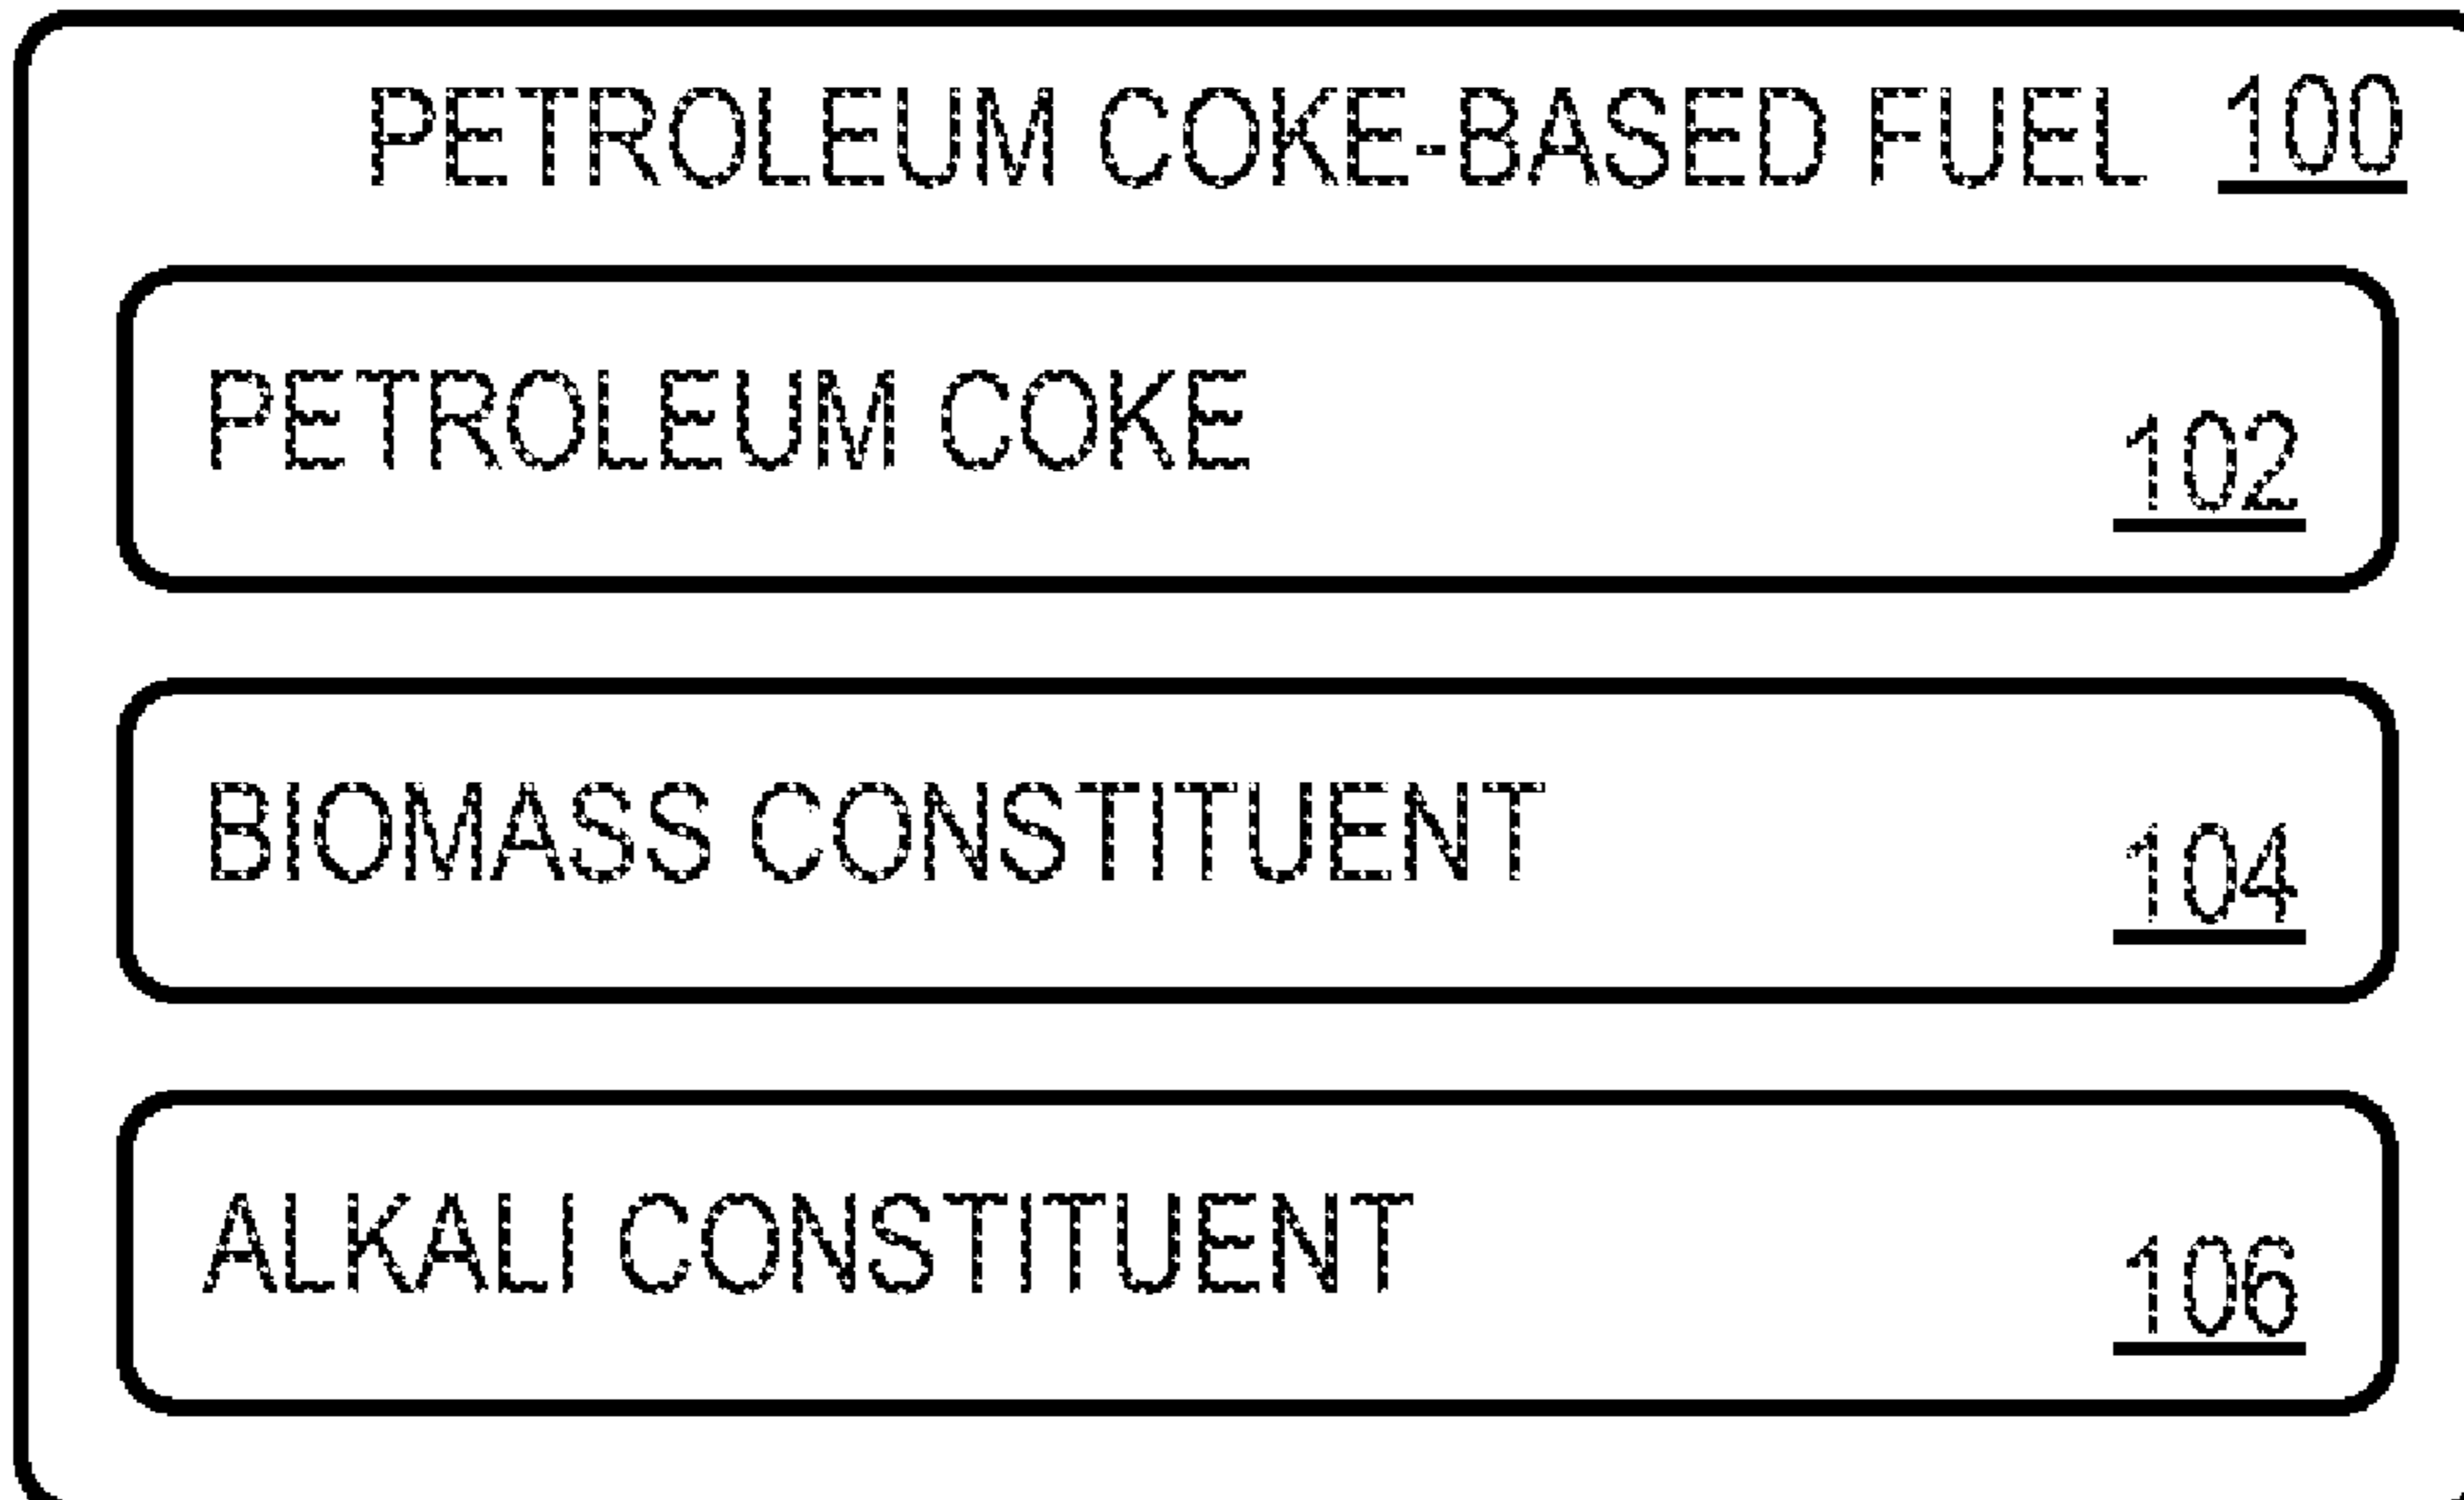 PETROLEUM COKE-BASED FUEL 100
PETROLEUM COKE
102
BIOMASS CONSTITUENT
104
ALKALI CONSTITUENT
106